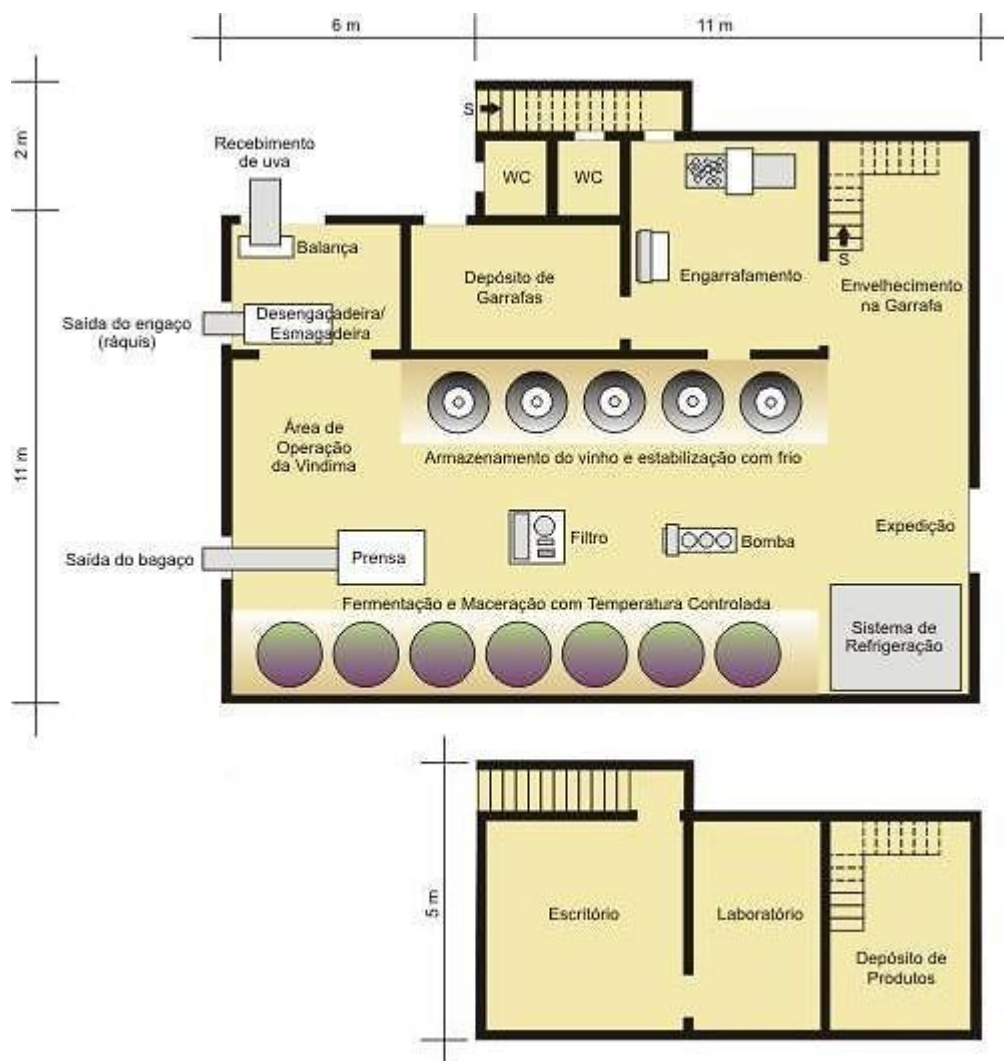 6 m
11 m
2 m
11 m
S
Recebimento
de uva
WC
WC
Balança
Depósito de
Garrafas
Engarrafamento
S
Envelhecimento
na Garrafa
Saída do engaço
(ráquis)
Desengaçadeira/
Esmagadeira
Área de
Operação
da Vindima
Armazenamento do vinho e estabilização com frio
Saída do bagaço
Prensa
Filtro
Bomba
Expedição
Fermentação e Maceração com Temperatura Controlada
Sistema de
Refrigeração
5 m
Escritório
Laboratório
Depósito de
Produtos